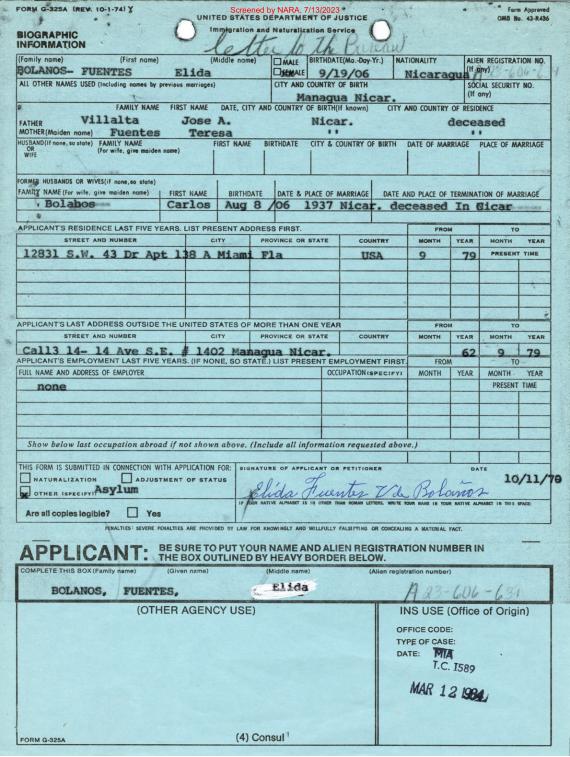 Screened by NARA, 7/13/2023
FORM G-325A (REV. 10-1-74) Y
UNITED STATES DEPARTMENT OF JUSTICE
Form Approved
OMB No. 43-R436
Immigration and Naturalization Service
BIOGRAPHIC
INFORMATION
letter to the Bureau
(Family name) (First name) (Middle name) MALE BIRTHDATE(Mo.-Day-Yr.) NATIONALITY ALIEN REGISTRATION NO.
(If any)
BOLANOS- FUENTES Elida FEMALE 9/19/06 Nicaragua
ALL OTHER NAMES USED (Including names by previous marriages) CITY AND COUNTRY OF BIRTH SOCIAL SECURITY NO.
(If any)
Managua Nicar.
FAMILY NAME FIRST NAME DATE, CITY AND COUNTRY OF BIRTH(If known) CITY AND COUNTRY OF RESIDENCE
FATHER Villalta Jose A. Nicar. deceased
MOTHER(Maiden name) Fuentes Teresa " " " "
HUSBAND(If none, so state) FAMILY NAME FIRST NAME BIRTHDATE CITY & COUNTRY OF BIRTH DATE OF MARRIAGE PLACE OF MARRIAGE
OR (For wife, give maiden name)
WIFE
FORMER HUSBANDS OR WIVES(if none, so state)
FAMILY NAME (For wife, give maiden name) FIRST NAME BIRTHDATE DATE & PLACE OF MARRIAGE DATE AND PLACE OF TERMINATION OF MARRIAGE
Bolabos Carlos Aug 8 /06 1937 Nicar. deceased In Gicar
APPLICANT'S RESIDENCE LAST FIVE YEARS. LIST PRESENT ADDRESS FIRST. FROM TO
STREET AND NUMBER CITY PROVINCE OR STATE COUNTRY MONTH YEAR MONTH YEAR
12831 S.W. 43 Dr Apt 138 A Miami Fla USA 9 79 PRESENT TIME
APPLICANT'S LAST ADDRESS OUTSIDE THE UNITED STATES OF MORE THAN ONE YEAR FROM TO
STREET AND NUMBER CITY PROVINCE OR STATE COUNTRY MONTH YEAR MONTH YEAR
Call3 14- 14 Ave S.E. # 1402 Managua Nicar. 62 9 79
APPLICANT'S EMPLOYMENT LAST FIVE YEARS. (IF NONE, SO STATE.) LIST PRESENT EMPLOYMENT FIRST. FROM TO
FULL NAME AND ADDRESS OF EMPLOYER OCCUPATION(SPECIFY) MONTH YEAR MONTH YEAR
none PRESENT TIME
Show below last occupation abroad if not shown above. (Include all information requested above.)
THIS FORM IS SUBMITTED IN CONNECTION WITH APPLICATION FOR: SIGNATURE OF APPLICANT OR PETITIONER DATE
NATURALIZATION ADJUSTMENT OF STATUS
10/11/79
OTHER (SPECIFY) Asylum
Elida Fuentes V de Bolaños
IF YOUR NATIVE ALPHABET IS IN OTHER THAN ROMAN LETTERS, WRITE YOUR NAME IN YOUR NATIVE ALPHABET IN THIS SPACE:
Are all copies legible? Yes
PENALTIES: SEVERE PENALTIES ARE PROVIDED BY LAW FOR KNOWINGLY AND WILLFULLY FALSIFYING OR CONCEALING A MATERIAL FACT.
APPLICANT: BE SURE TO PUT YOUR NAME AND ALIEN REGISTRATION NUMBER IN
THE BOX OUTLINED BY HEAVY BORDER BELOW.
COMPLETE THIS BOX (Family name) (Given name) (Middle name) (Alien registration number)
BOLANOS, FUENTES, Elida A23-606-631
(OTHER AGENCY USE) INS USE (Office of Origin)
OFFICE CODE:
TYPE OF CASE:
DATE: MIA
T.C. 1589
MAR 12 1984
FORM G-325A (4) Consul